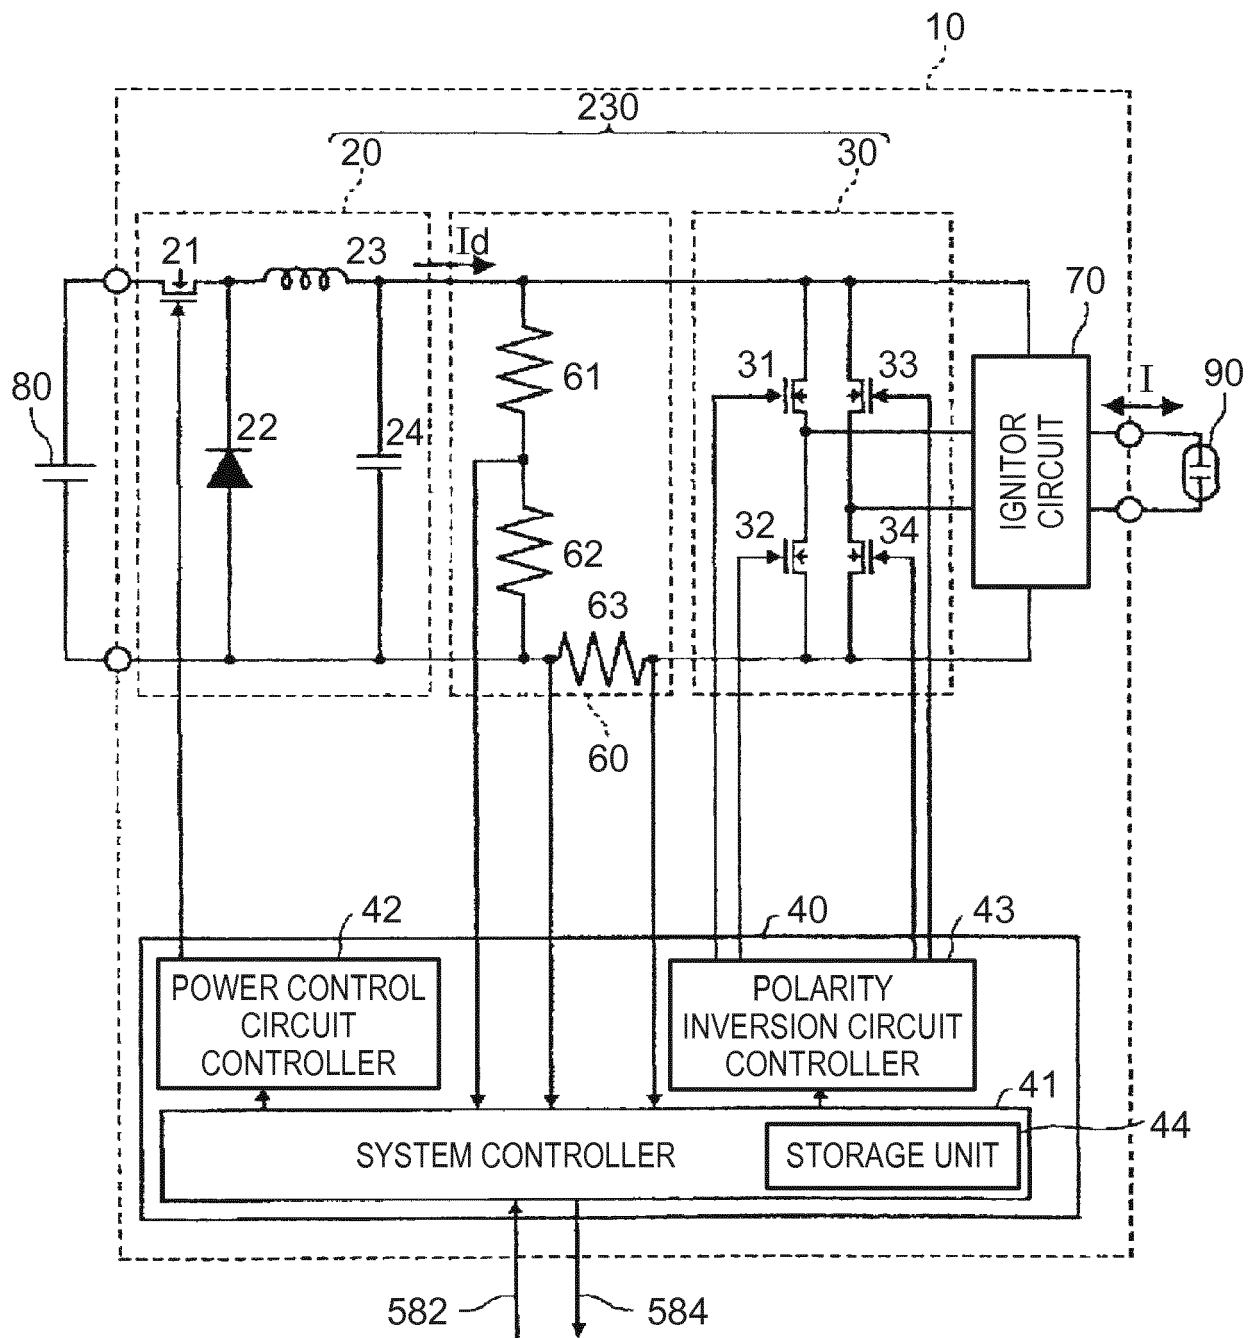 10
230
20
30
21
23
Id
70
80
61
31
33
I
90
22
24
IGNITOR
CIRCUIT
62
32
34
63
60
42
40
43
POWER CONTROL
CIRCUIT
CONTROLLER
POLARITY
INVERSION CIRCUIT
CONTROLLER
41
44
SYSTEM CONTROLLER
STORAGE UNIT
582
584